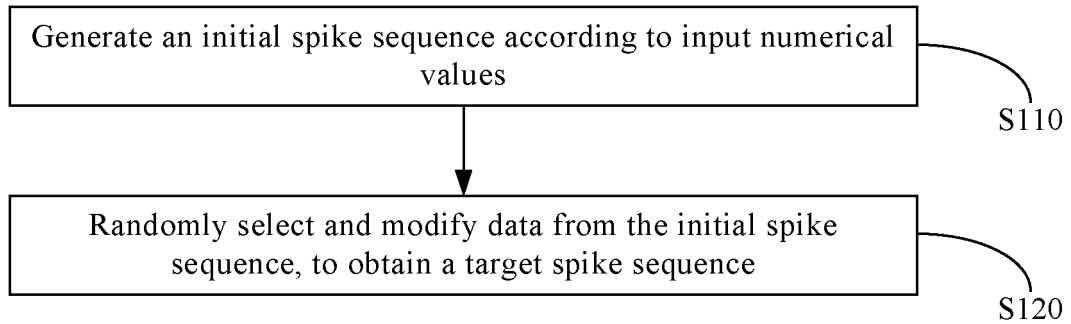 Generate an initial spike sequence according to input numerical
values
S110
Randomly select and modify data from the initial spike
sequence, to obtain a target spike sequence
S120